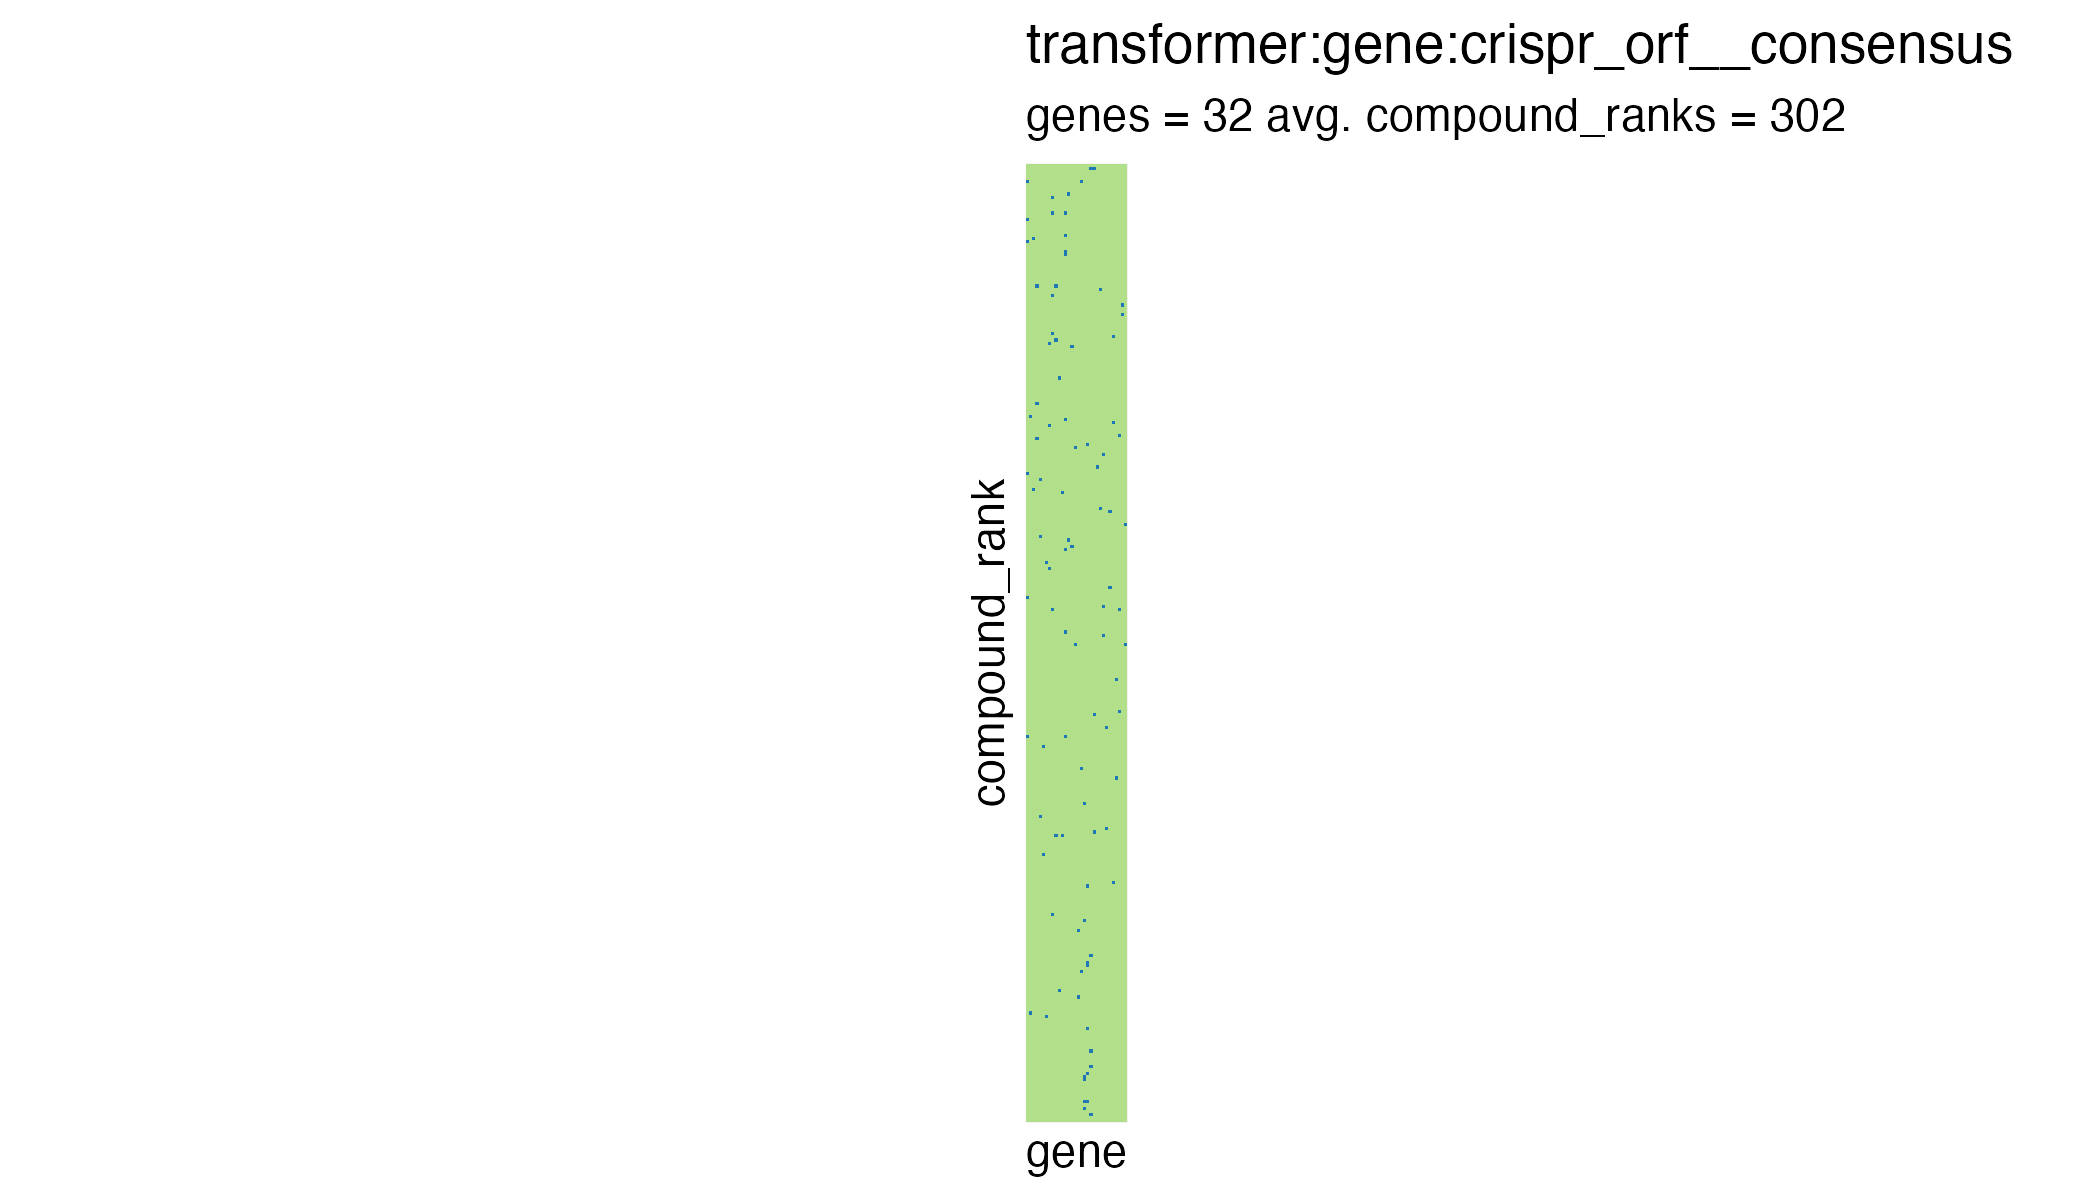 transformer:gene:crispr_orf__consensus
genes = 32 avg. compound_ranks = 302
compound_rank
gene